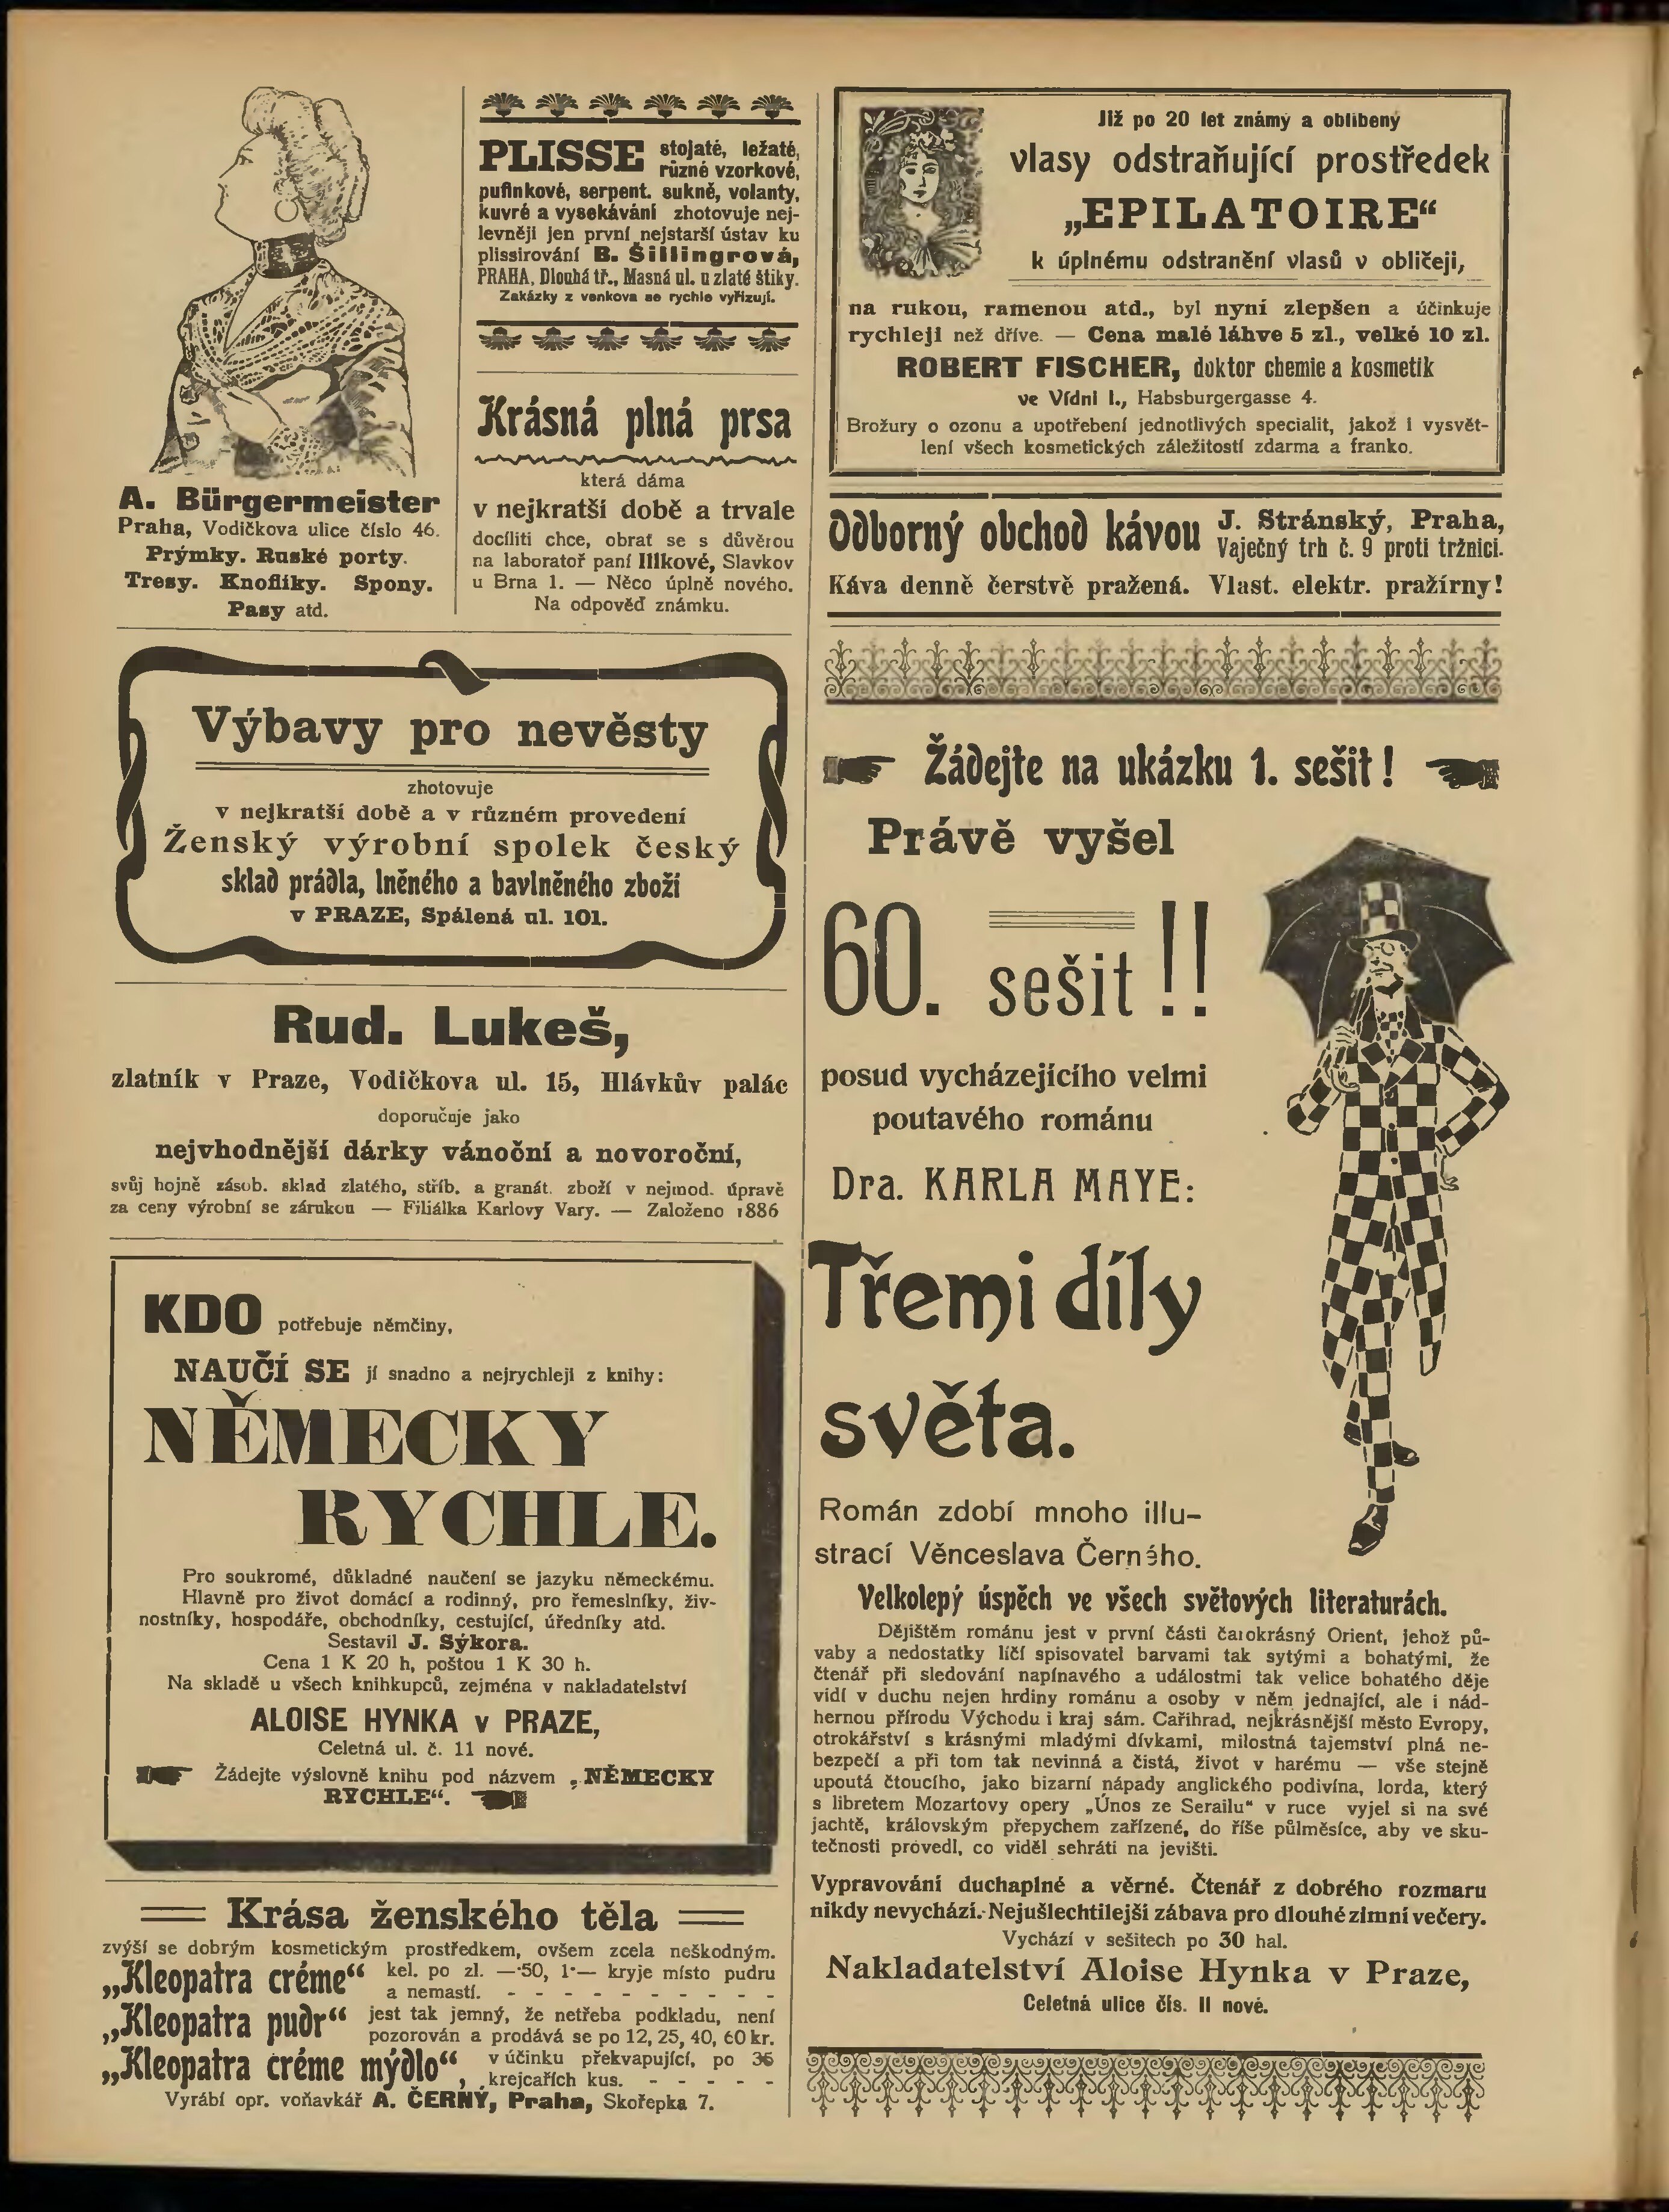 A. Bürgermeister
Praha, Vodičkova ulice číslo 46.
Prýmky. Ruské porty.
Tresy. Knoflíky. Spony.
Pasy atd.
PLISSE stojaté, ležaté,
různé vzorkové,
pufinkové, serpent. sukně, volanty,
kuvré a vysekávání zhotovuje nej-
levněji jen první nejstarší ústav ku
plissirování B. Šillingrová,
PRAHA, Dlouhá tř., Masná ul. u zlaté štiky.
Zakázky z venkova se rychle vyřizují.
Krásná plná prsa
která dáma
v nejkratší době a trvale
docíliti chce, obrať se s důvěrou
na laboratoř paní Illkové, Slavkov
u Brna 1. — Něco úplně nového.
Na odpověď známku.
Výbavy pro nevěsty
zhotovuje
v nejkratší době a v různém provedení
Ženský výrobní spolek český
sklad prádla, lněného a bavlněného zboží
v PRAZE, Spálená ul. 101.
Rud. Lukeš,
zlatník v Praze, Vodičkova ul. 15, Hlávkův palác
doporučuje jako
nejvhodnější dárky vánoční a novoroční,
svůj hojně zásob. sklad zlatého, stříb. a granát. zboží v nejmod. úpravě
za ceny výrobní se zárukou — Filiálka Karlovy Vary. — Založeno 1886
KDO potřebuje němčiny,
NAUČÍ SE jí snadno a nejrychleji z knihy:
NĚMECKY
RYCHLE.
Pro soukromé, důkladné naučení se jazyku německému.
Hlavně pro život domácí a rodinný, pro řemeslníky, živ-
nostníky, hospodáře, obchodníky, cestující, úředníky atd.
Sestavil J. Sýkora.
Cena 1 K 20 h, poštou 1 K 30 h.
Na skladě u všech knihkupců, zejména v nakladatelství
ALOISE HYNKA v PRAZE,
Celetná ul. č. 11 nové.
Žádejte výslovně knihu pod názvem „NĚMECKY
RYCHLE“.
Krása ženského těla
zvýší se dobrým kosmetickým prostředkem, ovšem zcela neškodným.
„Kleopatra créme“ kel. po zl. —·50, 1·— kryje místo pudru
a nemastí. - - - - - - - - - -
„Kleopatra pudr“ jest tak jemný, že netřeba podkladu, není
pozorován a prodává se po 12, 25, 40, 60 kr.
„Kleopatra créme mýdlo“, v účinku překvapující, po 35
krejcařích kus. - - - - -
Vyrábí opr. voňavkář A. ČERNÝ, Praha, Skořepka 7.
Již po 20 let známý a oblíbený
vlasy odstraňující prostředek
„EPILATOIRE“
k úplnému odstranění vlasů v obličeji,
na rukou, ramenou atd., byl nyní zlepšen a účinkuje
rychleji než dříve. — Cena malé láhve 5 zl., velké 10 zl.
ROBERT FISCHER, doktor chemie a kosmetik
ve Vídni I., Habsburgergasse 4.
Brožury o ozonu a upotřebení jednotlivých specialit, jakož i vysvět-
lení všech kosmetických záležitostí zdarma a franko.
Odborný obchod kávou J. Stránský, Praha,
Vaječný trh č. 9 proti tržnici.
Káva denně čerstvě pražená. Vlast. elektr. pražírny!
Žádejte na ukázku 1. sešit!
Právě vyšel
60. sešit!!
posud vycházejícího velmi
poutavého románu
Dra. KARLA MAYE:
Třemi díly
světa.
Román zdobí mnoho illu-
strací Věnceslava Černého.
Velkolepý úspěch ve všech světových literaturách.
Dějištěm románu jest v první části čarokrásný Orient, jehož pů-
vaby a nedostatky líčí spisovatel barvami tak sytými a bohatými, že
čtenář při sledování napínavého a událostmi tak velice bohatého děje
vidí v duchu nejen hrdiny románu a osoby v něm jednající, ale i nád-
hernou přírodu Východu i kraj sám. Cařihrad, nejkrásnější město Evropy,
otrokářství s krásnými mladými dívkami, milostná tajemství plná ne-
bezpečí a při tom tak nevinná a čistá, život v harému — vše stejně
upoutá čtoucího, jako bizarní nápady anglického podivína, lorda, který
s libretem Mozartovy opery „Únos ze Serailu“ v ruce vyjel si na své
jachtě, královským přepychem zařízené, do říše půlměsíce, aby ve sku-
tečnosti provedl, co viděl sehráti na jevišti.
Vypravování duchaplné a věrné. Čtenář z dobrého rozmaru
nikdy nevychází. Nejušlechtilejší zábava pro dlouhé zimní večery.
Vychází v sešitech po 30 hal.
Nakladatelství Aloise Hynka v Praze,
Celetná ulice čís. 11 nové.